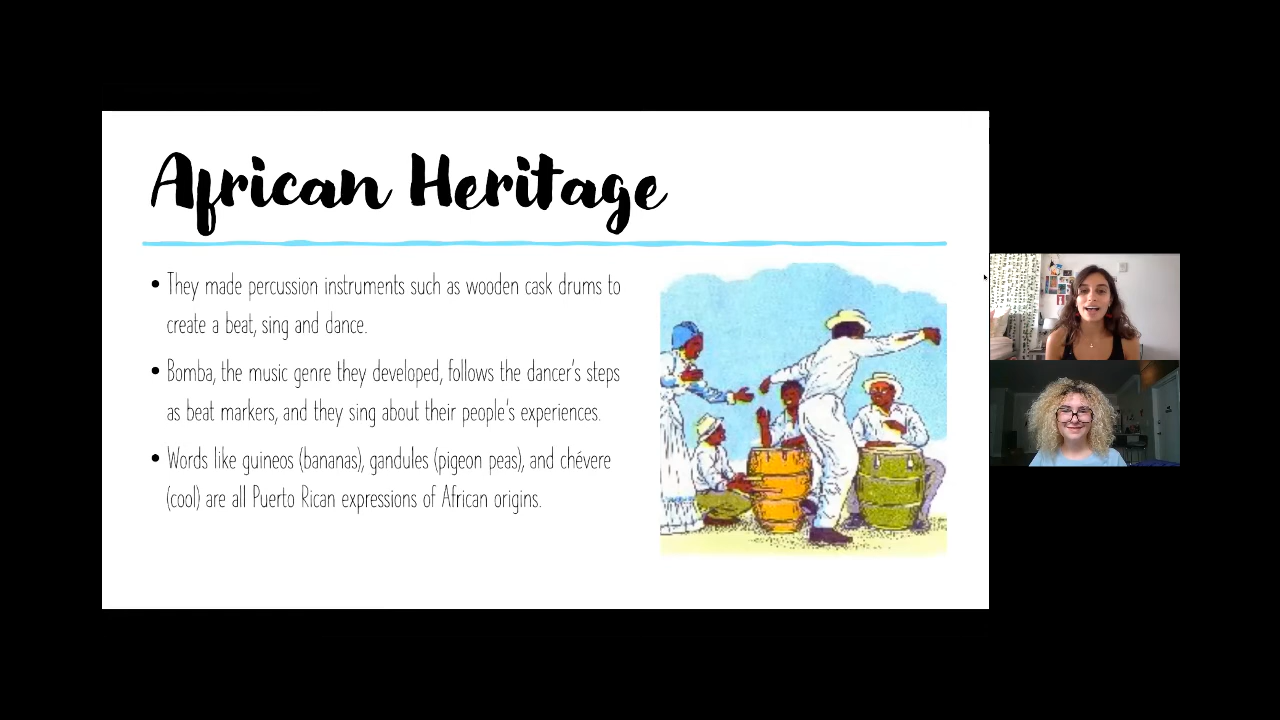 African Heritage
• They made percussion instruments such as wooden cask drums to
create a beat, sing and dance.
• Bomba, the music genre they developed, follows the dancer's steps
as beat markers, and they sing about their people's experiences.
• Words like guineos (bananas), gandules (pigeon peas), and chévere
(cool) are all Puerto Rican expressions of African origins.